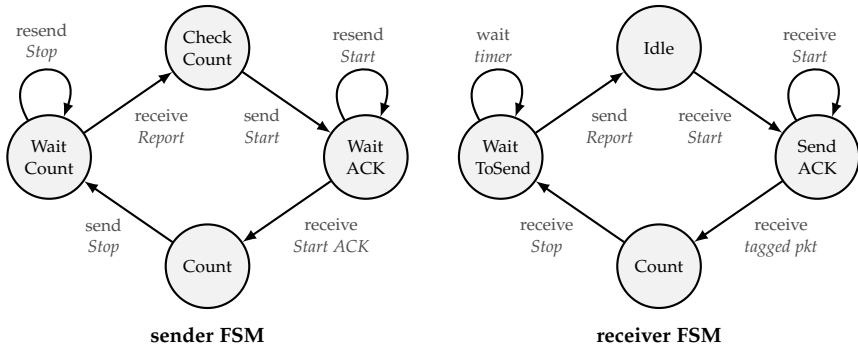 resend
Stop
Check
Count
resend
Start
receive
Report
send
Start
Wait
Count
Wait
ACK
send
Stop
receive
Start ACK
Count
sender FSM
wait
timer
Idle
receive
Start
send
Report
receive
Start
Wait
ToSend
Send
ACK
receive
Stop
receive
tagged pkt
Count
receiver FSM